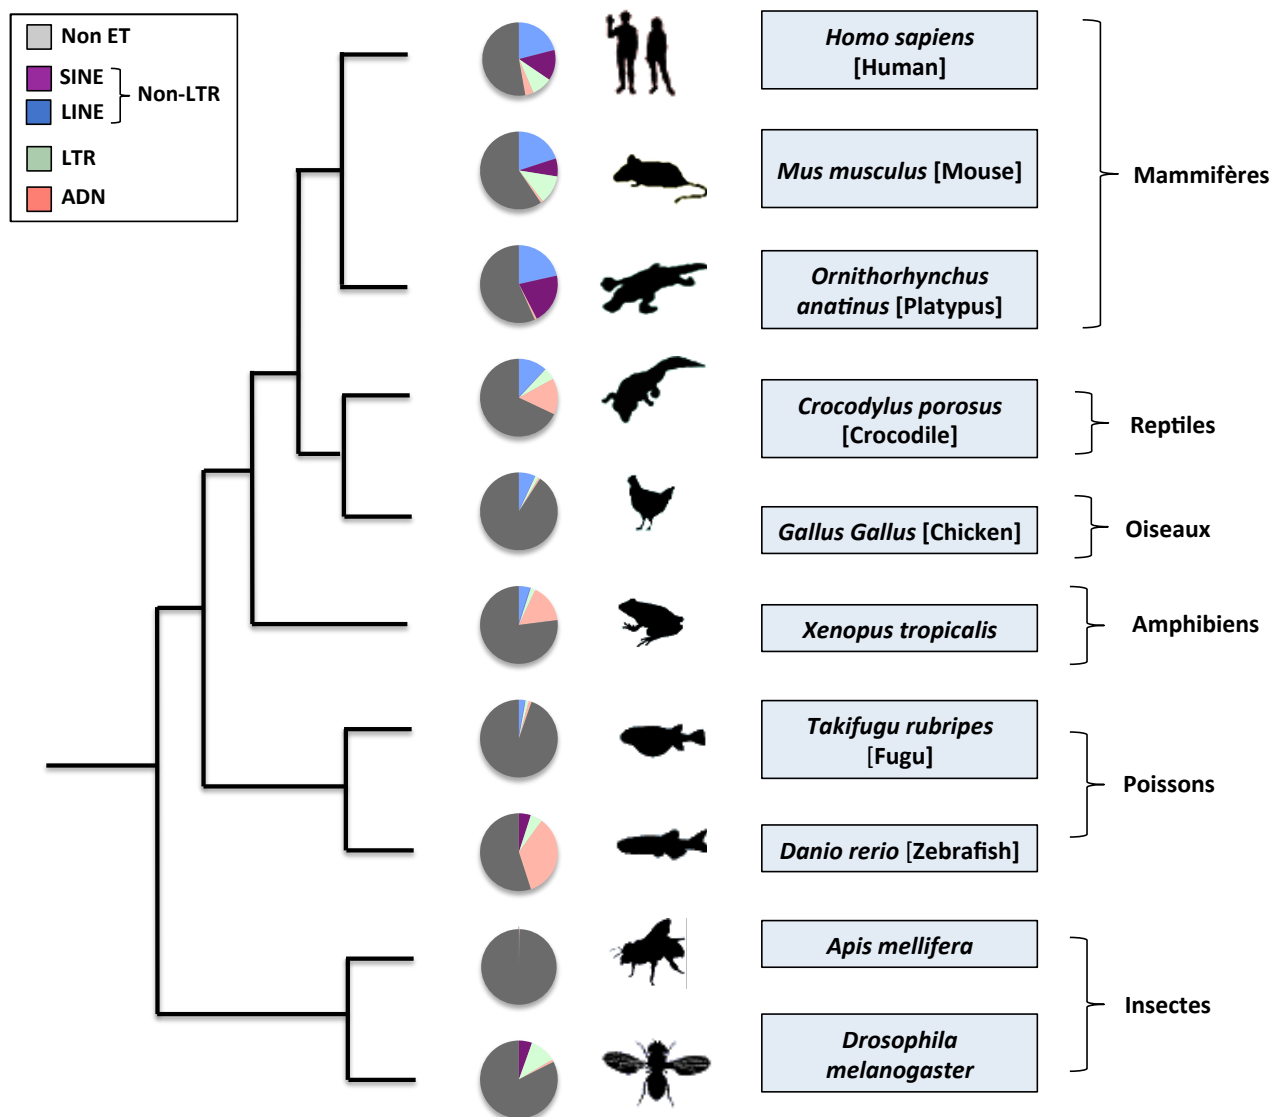 Non ET
SINE
Non-LTR
LINE
LTR
ADN
Homo sapiens
[Human]
Mus musculus [Mouse]
Ornithorhynchus
anatinus [Platypus]
Mammifères
Crocodylus porosus
[Crocodile]
Reptiles
Gallus Gallus [Chicken]
Oiseaux
Xenopus tropicalis
Amphibiens
Takifugu rubripes
[Fugu]
Poissons
Danio rerio [Zebrafish]
Apis mellifera
Insectes
Drosophila
melanogaster